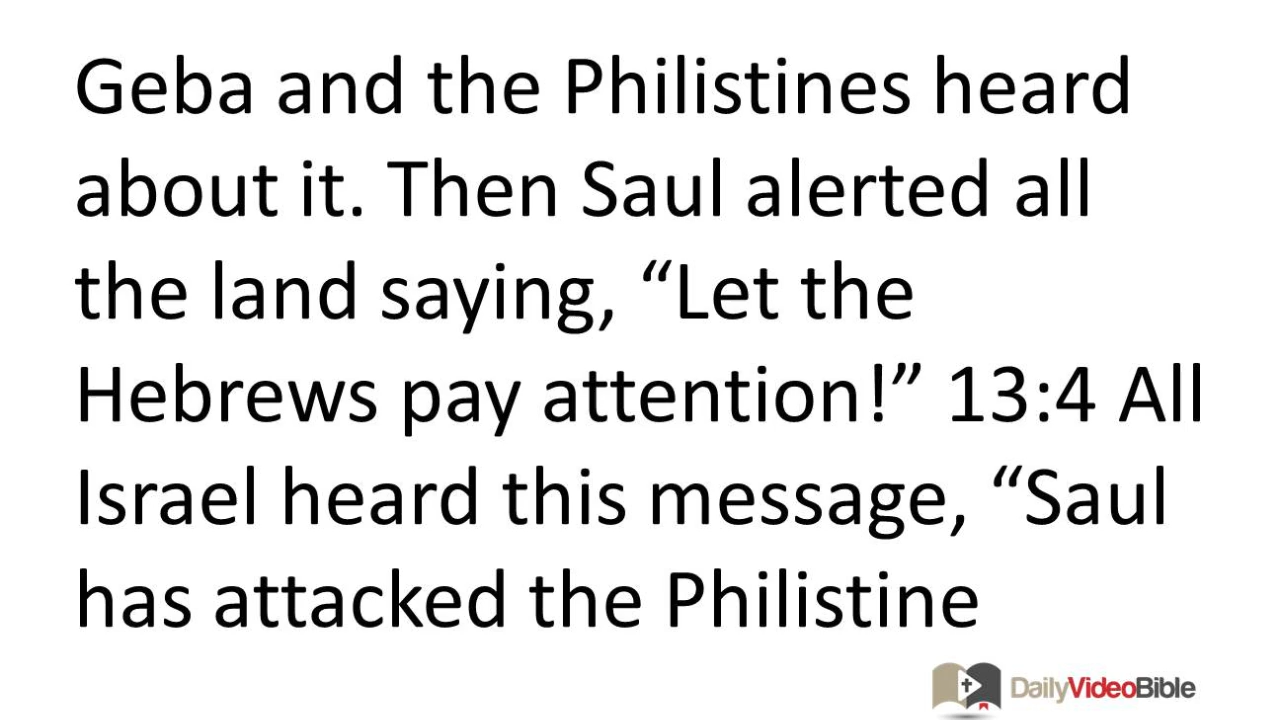 Geba and the Philistines heard
about it. Then Saul alerted all
the land saying, “Let the
Hebrews pay attention!” 13:4 All
Israel heard this message, “Saul
has attacked the Philistine
DailyVideoBible